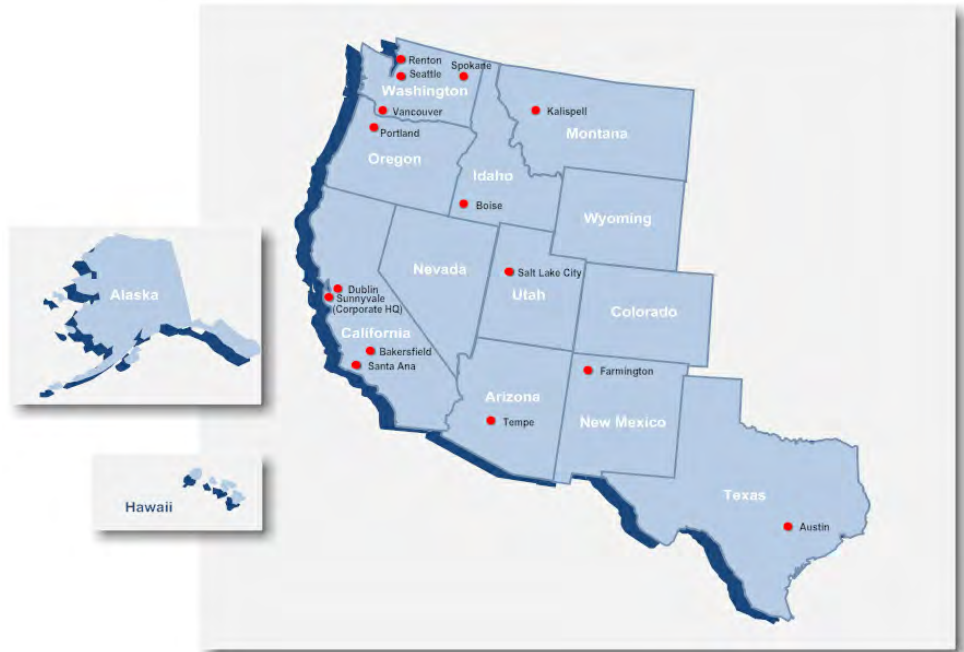 Renton
Spokane
Seattle
Washington
Vancouver
Kalispell
Portland
Montana
Oregon
Idaho
Boise
Wyoming
Alaska
Nevada
Salt Lake City
Utah
Dublin
Sunnyvale
(Corporate HQ)
Colorado
California
Bakersfield
Santa Ana
Farmington
Arizona
Tempe
New Mexico
Texas
Hawaii
Austin